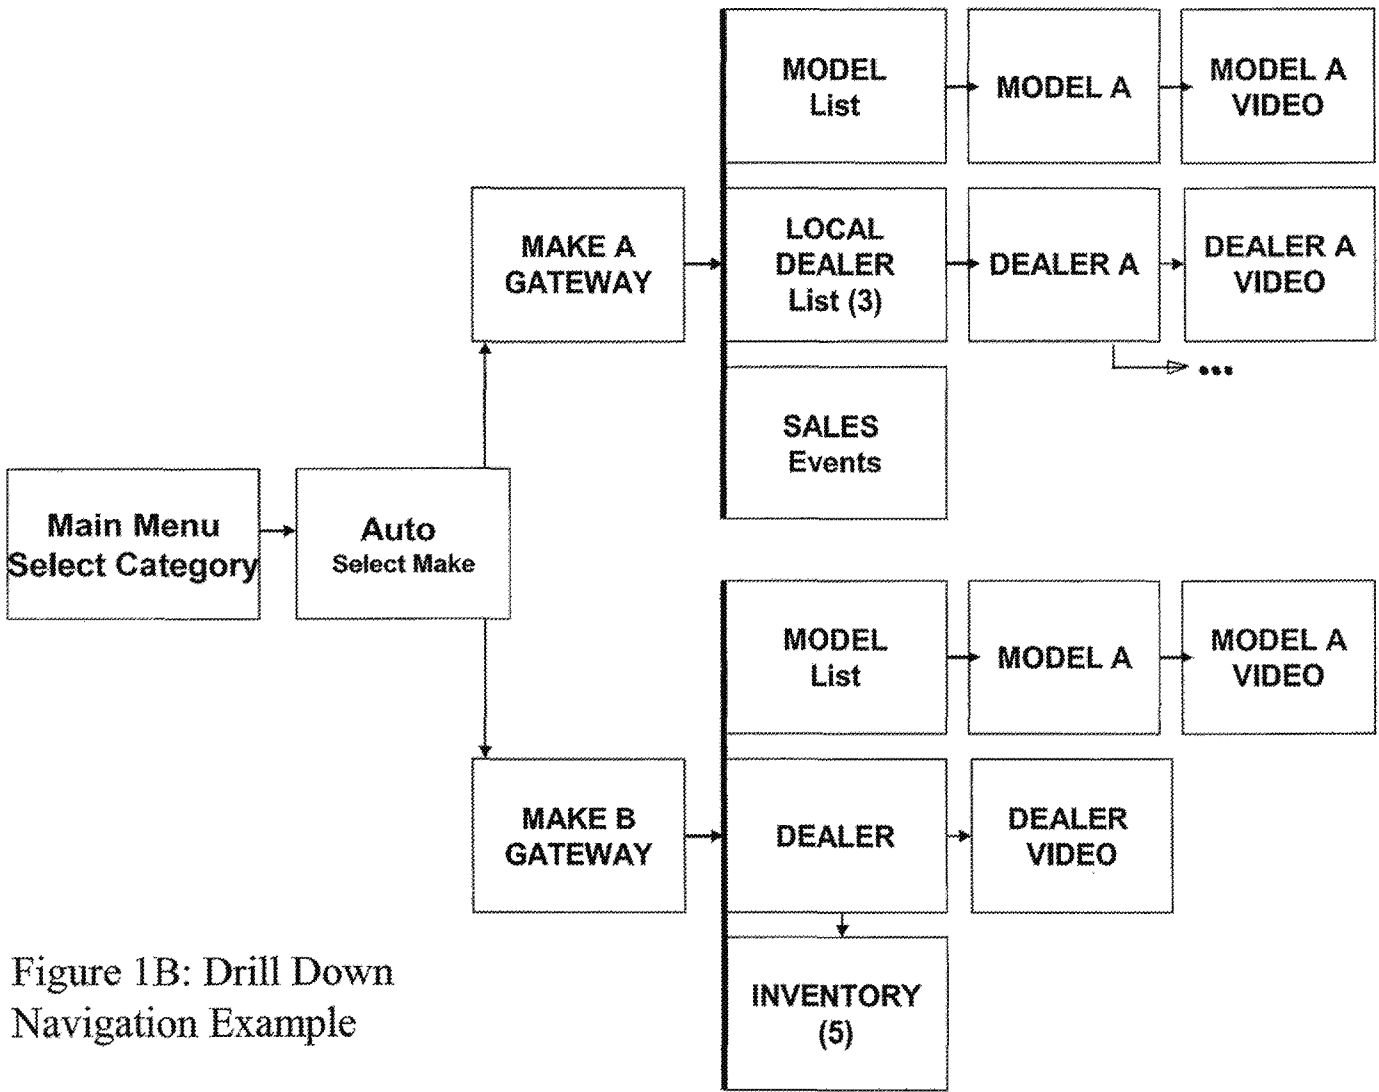 MODEL
List
MODEL A
MODEL A
VIDEO
MAKE A
GATEWAY
LOCAL
DEALER
List (3)
DEALER A
DEALER A
VIDEO
...
SALES
Events
Main Menu
Select Category
Auto
Select Make
MODEL
List
MODEL A
MODEL A
VIDEO
MAKE B
GATEWAY
DEALER
DEALER
VIDEO
INVENTORY
(5)
Figure 1B: Drill Down
Navigation Example